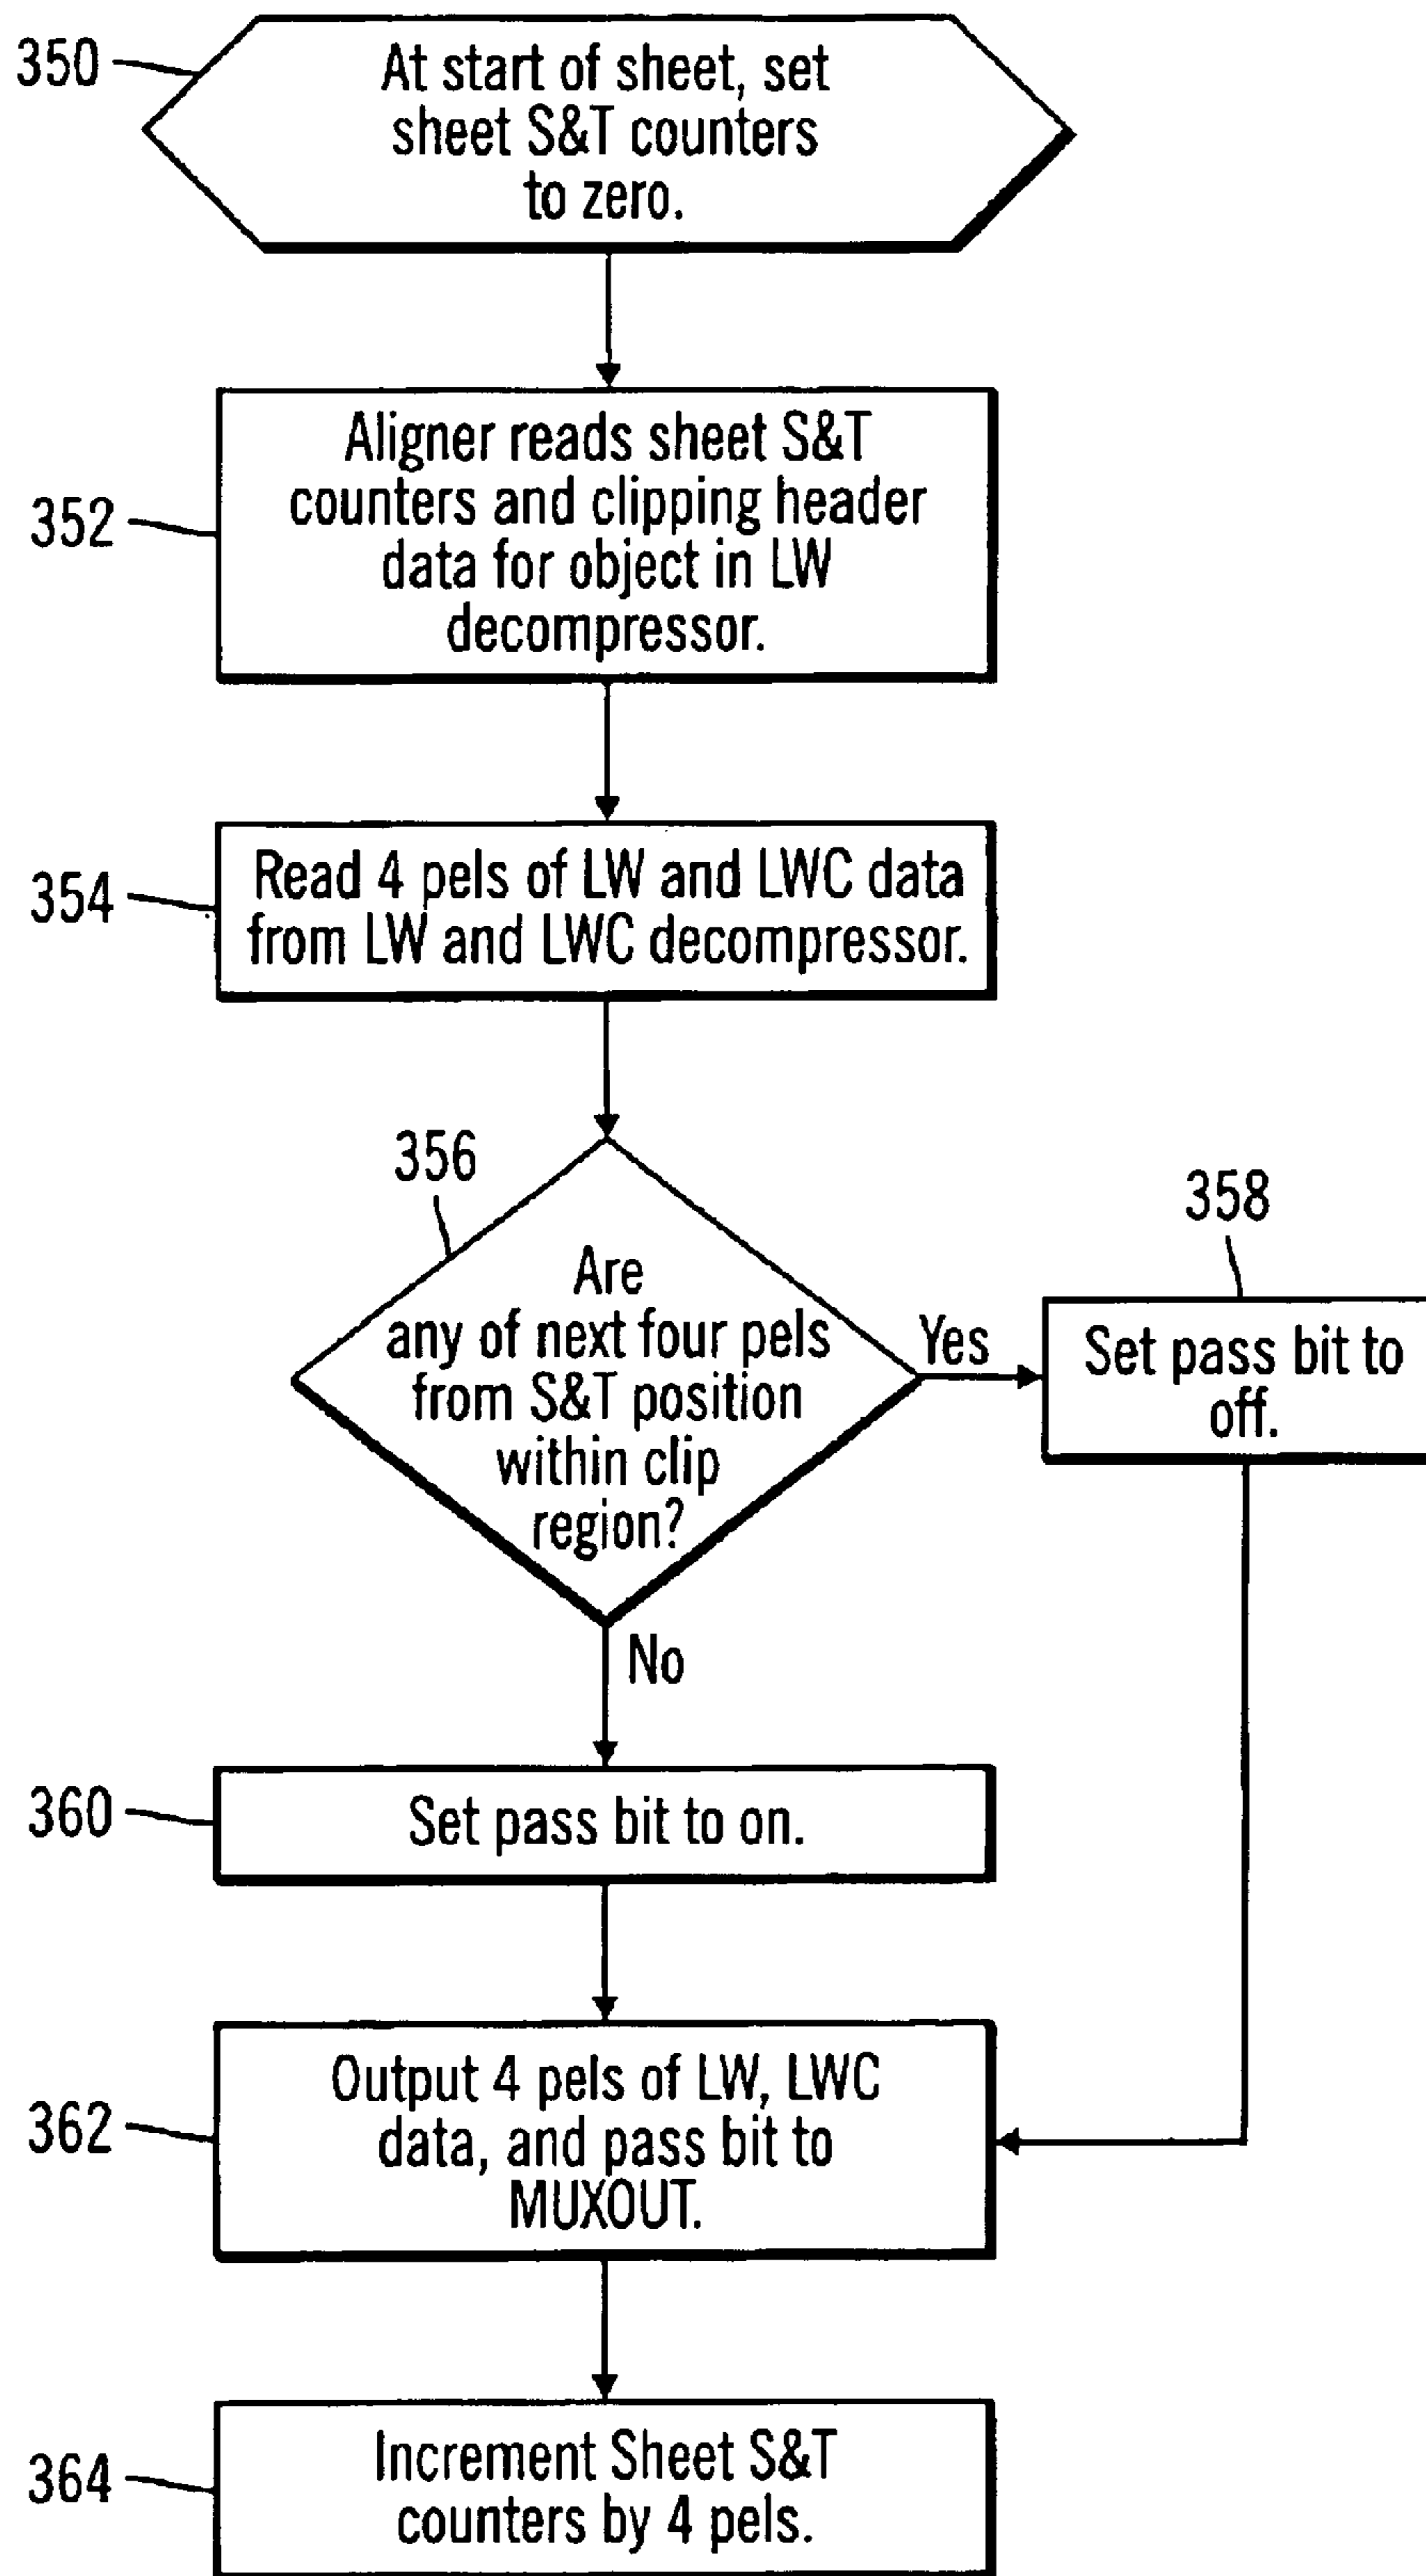 350
At start of sheet, set
sheet S&T counters
to zero.
352
Aligner reads sheet S&T
counters and clipping header
data for object in LW
decompressor.
354
Read 4 pels of LW and LWC data
from LW and LWC decompressor.
356
Are
any of next four pels
from S&T position
within clip
region?
Yes
358
Set pass bit to
off.
No
360
Set pass bit to on.
362
Output 4 pels of LW, LWC
data, and pass bit to
MUXOUT.
364
Increment Sheet S&T
counters by 4 pels.